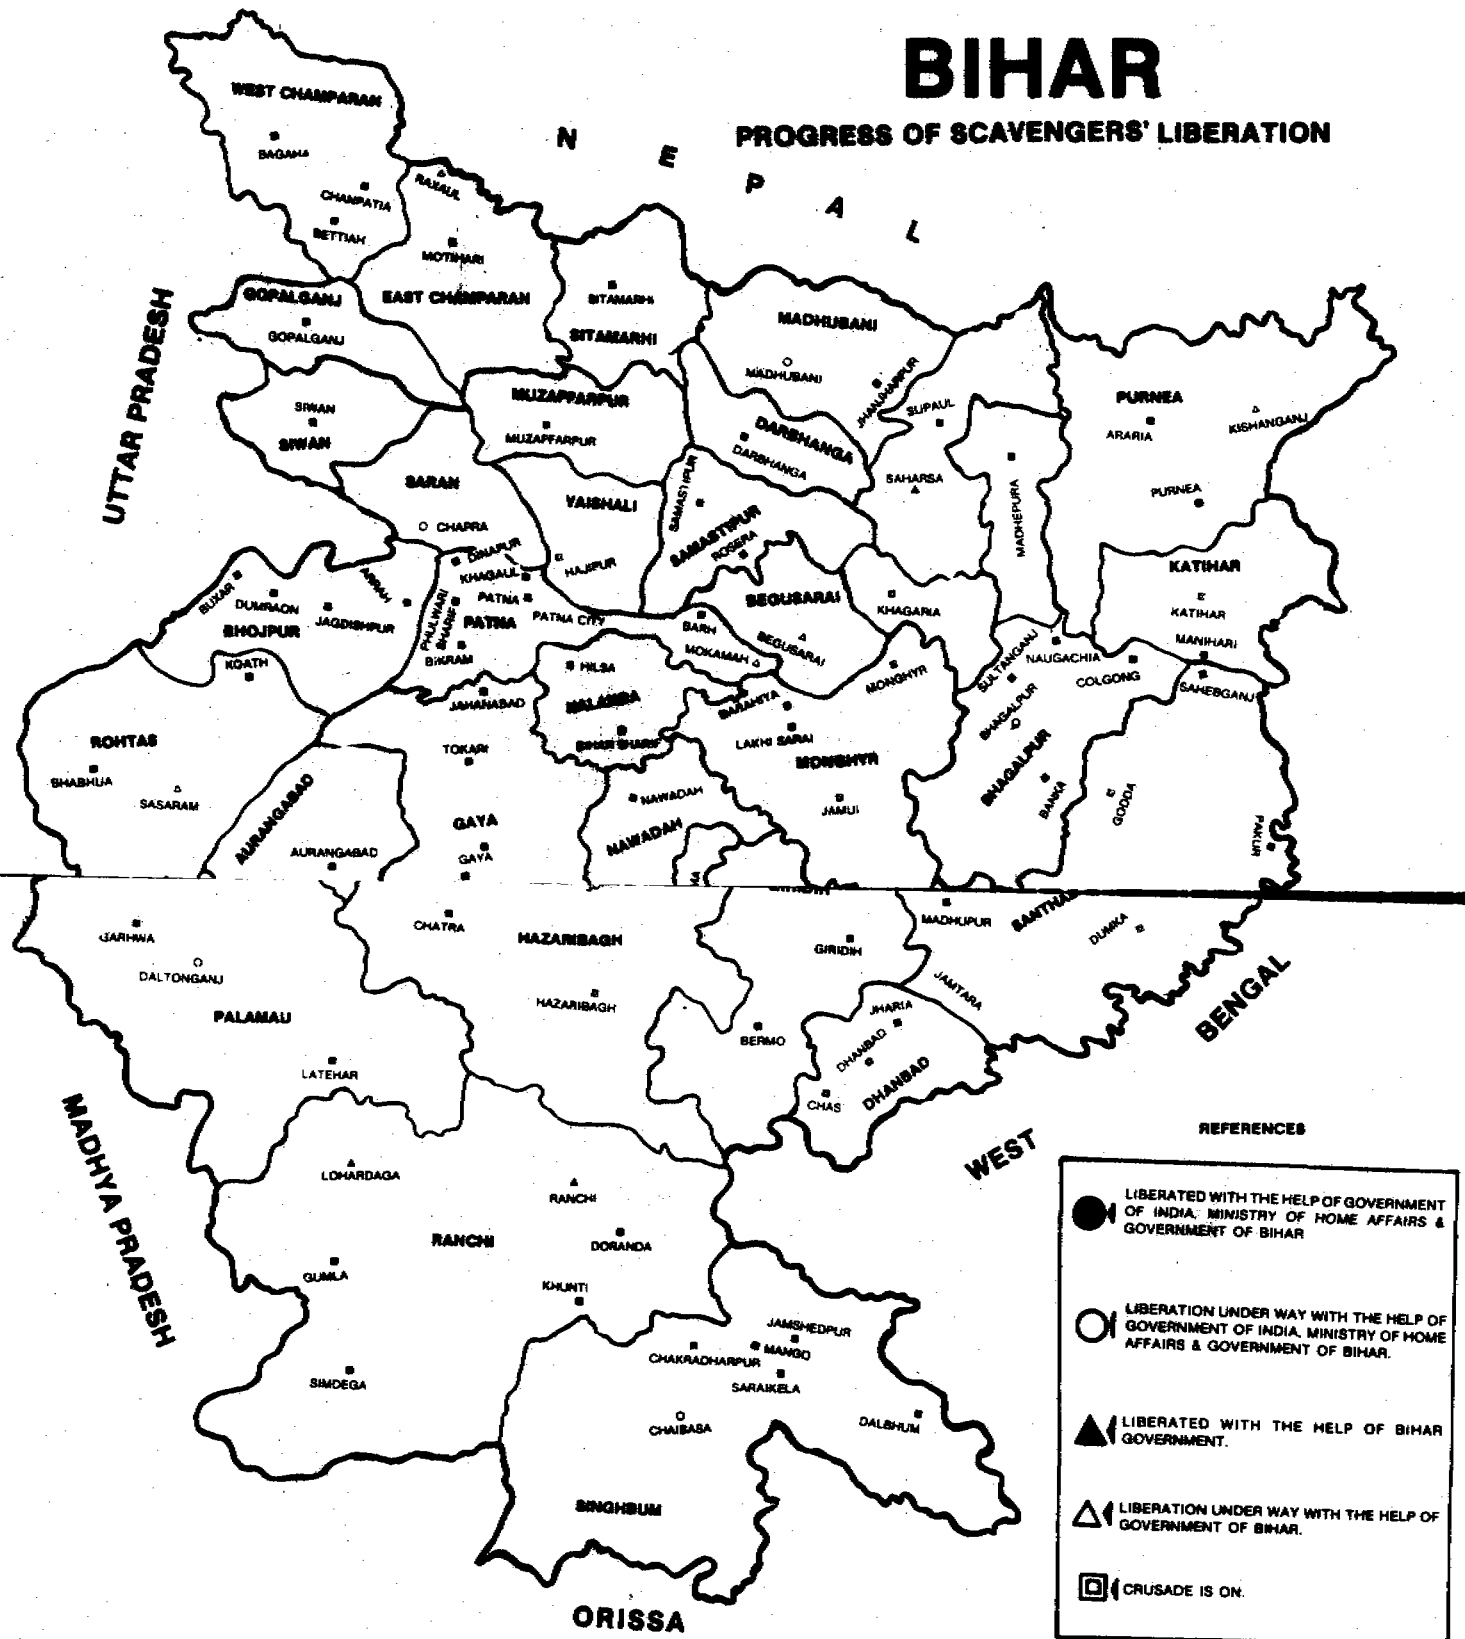 BIHAR
PROGRESS OF SCAVENGERS' LIBERATION
NEPAL
WEST CHAMPARAN
BAGAHA
CHANPATIA
BETTIAH
RAXAUL
MOTIHARI
EAST CHAMPARAN
GOPALGANJ
GOPALGANJ
SITAMARHI
SITAMARHI
MADHUBANI
MADHUBANI
JHANJHARPUR
UTTAR PRADESH
SIWAN
SIWAN
MUZAFFARPUR
MUZAFFARPUR
DARBHANGA
DARBHANGA
SUPAUL
SAHARSA
MADHEPURA
PURNEA
ARARIA
KISHANGANJ
PURNEA
SARAN
CHAPRA
VAISHALI
HAJIPUR
SAMASTIPUR
SAMASTIPUR
ROSERA
KATIHAR
KATIHAR
MANIHARI
BUXAR
DUMRAON
JAGDISHPUR
ARRAH
BHOJPUR
KOATH
DINAPUR
KHAGAUL
PATNA
PATNA CITY
PHULWARI
SHARIF
PATNA
BIKRAM
BARH
MOKAMAH
BEGUSARAI
BEGUSARAI
KHAGARIA
MONGHYR
SULTANGANJ
NAUGACHIA
COLGONG
SAHEBGANJ
BHAGALPUR
BHAGALPUR
BANKA
GODDA
PAKUR
JAHANABAD
HILSA
NALANDA
BIHAR SHARIF
BARAHIYA
LAKHI SARAI
MONGHYR
JAMUI
ROHTAS
BHABHUA
SASARAM
AURANGABAD
AURANGABAD
TOKARI
GAYA
GAYA
NAWADAH
NAWADAH
GARHWA
DALTONGANJ
PALAMAU
LATEHAR
CHATRA
HAZARIBAGH
HAZARIBAGH
GIRIDIH
BERMO
MADHUPUR
SANTHA
DUMKA
JAMTARA
JHARIA
DHANBAD
DHANBAD
CHAS
WEST BENGAL
MADHYA PRADESH
LOHARDAGA
RANCHI
RANCHI
DORANDA
GUMLA
KHUNTI
SIMDEGA
JAMSHEDPUR
MANGO
CHAKRADHARPUR
SARAIKELA
CHAIBASA
DALBHUM
SINGHBUM
ORISSA
REFERENCES
LIBERATED WITH THE HELP OF GOVERNMENT
OF INDIA, MINISTRY OF HOME AFFAIRS &
GOVERNMENT OF BIHAR
LIBERATION UNDER WAY WITH THE HELP OF
GOVERNMENT OF INDIA, MINISTRY OF HOME
AFFAIRS & GOVERNMENT OF BIHAR.
LIBERATED WITH THE HELP OF BIHAR
GOVERNMENT.
LIBERATION UNDER WAY WITH THE HELP OF
GOVERNMENT OF BIHAR.
CRUSADE IS ON.